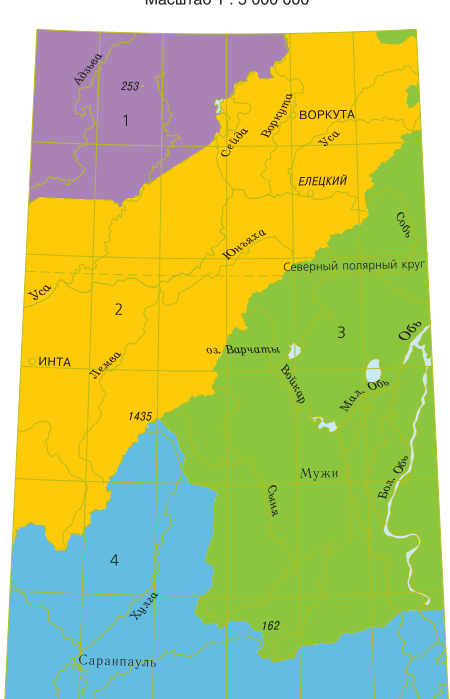 Масштаб 1 : 5 000 000
Адзьва
253
1
Сейда
Воркута
ВОРКУТА
Уса
ЕЛЕЦКИЙ
Собь
Юнъяха
Северный полярный круг
Уса
2
3
Обь
оз. Варчаты
ИНТА
Лемва
Войкар
Мал. Обь
1435
Мужи
Бол. Обь
Сыня
4
Хулга
162
Саранпауль